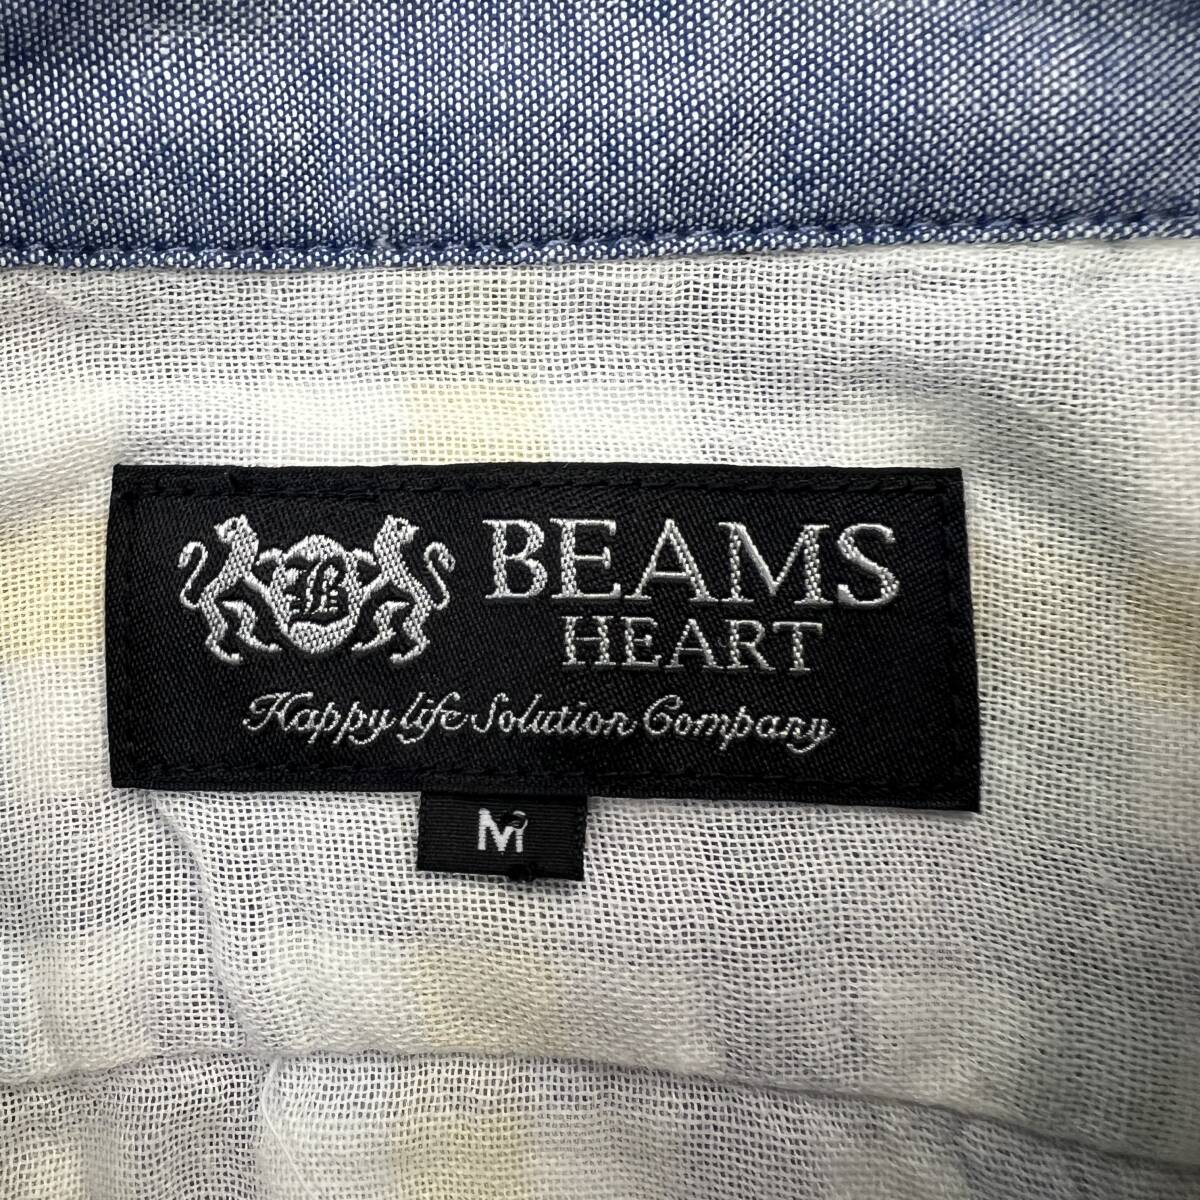 B
BEAMS
HEART
Happy life Solution Company
M